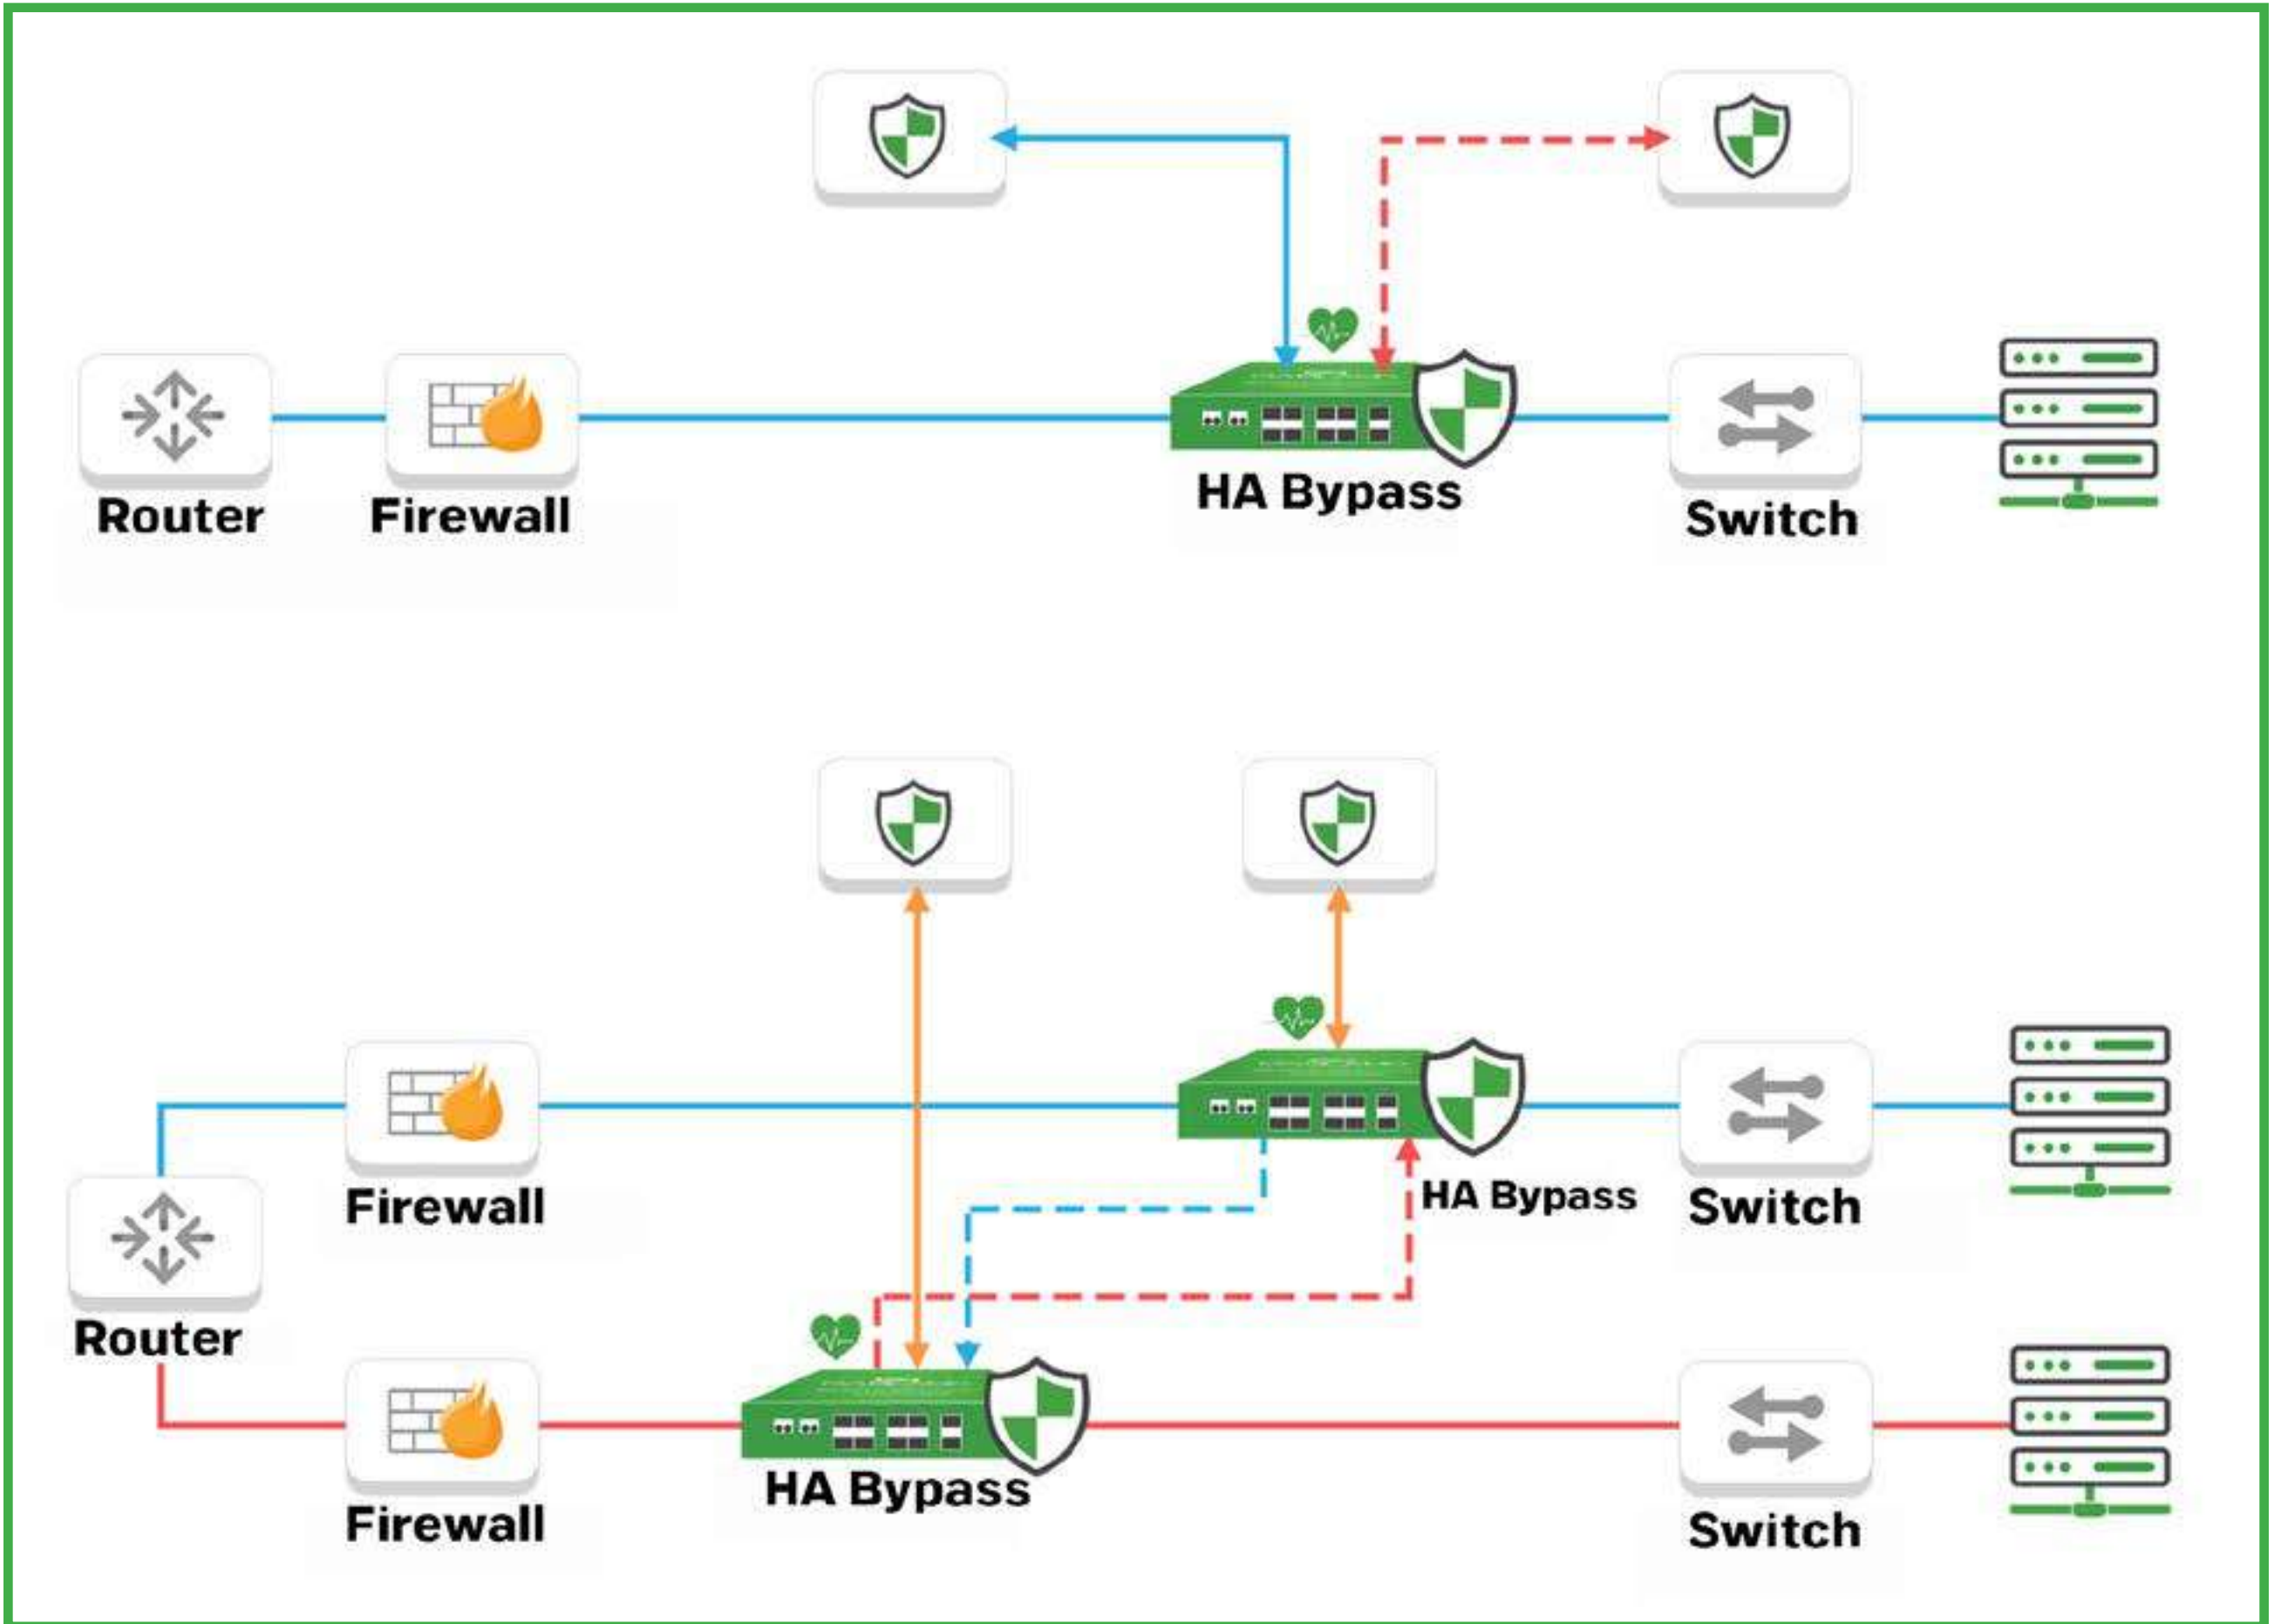 HA Bypass
Router
Firewall
Switch
HA Bypass
Firewall
Switch
Router
HA Bypass
Firewall
Switch